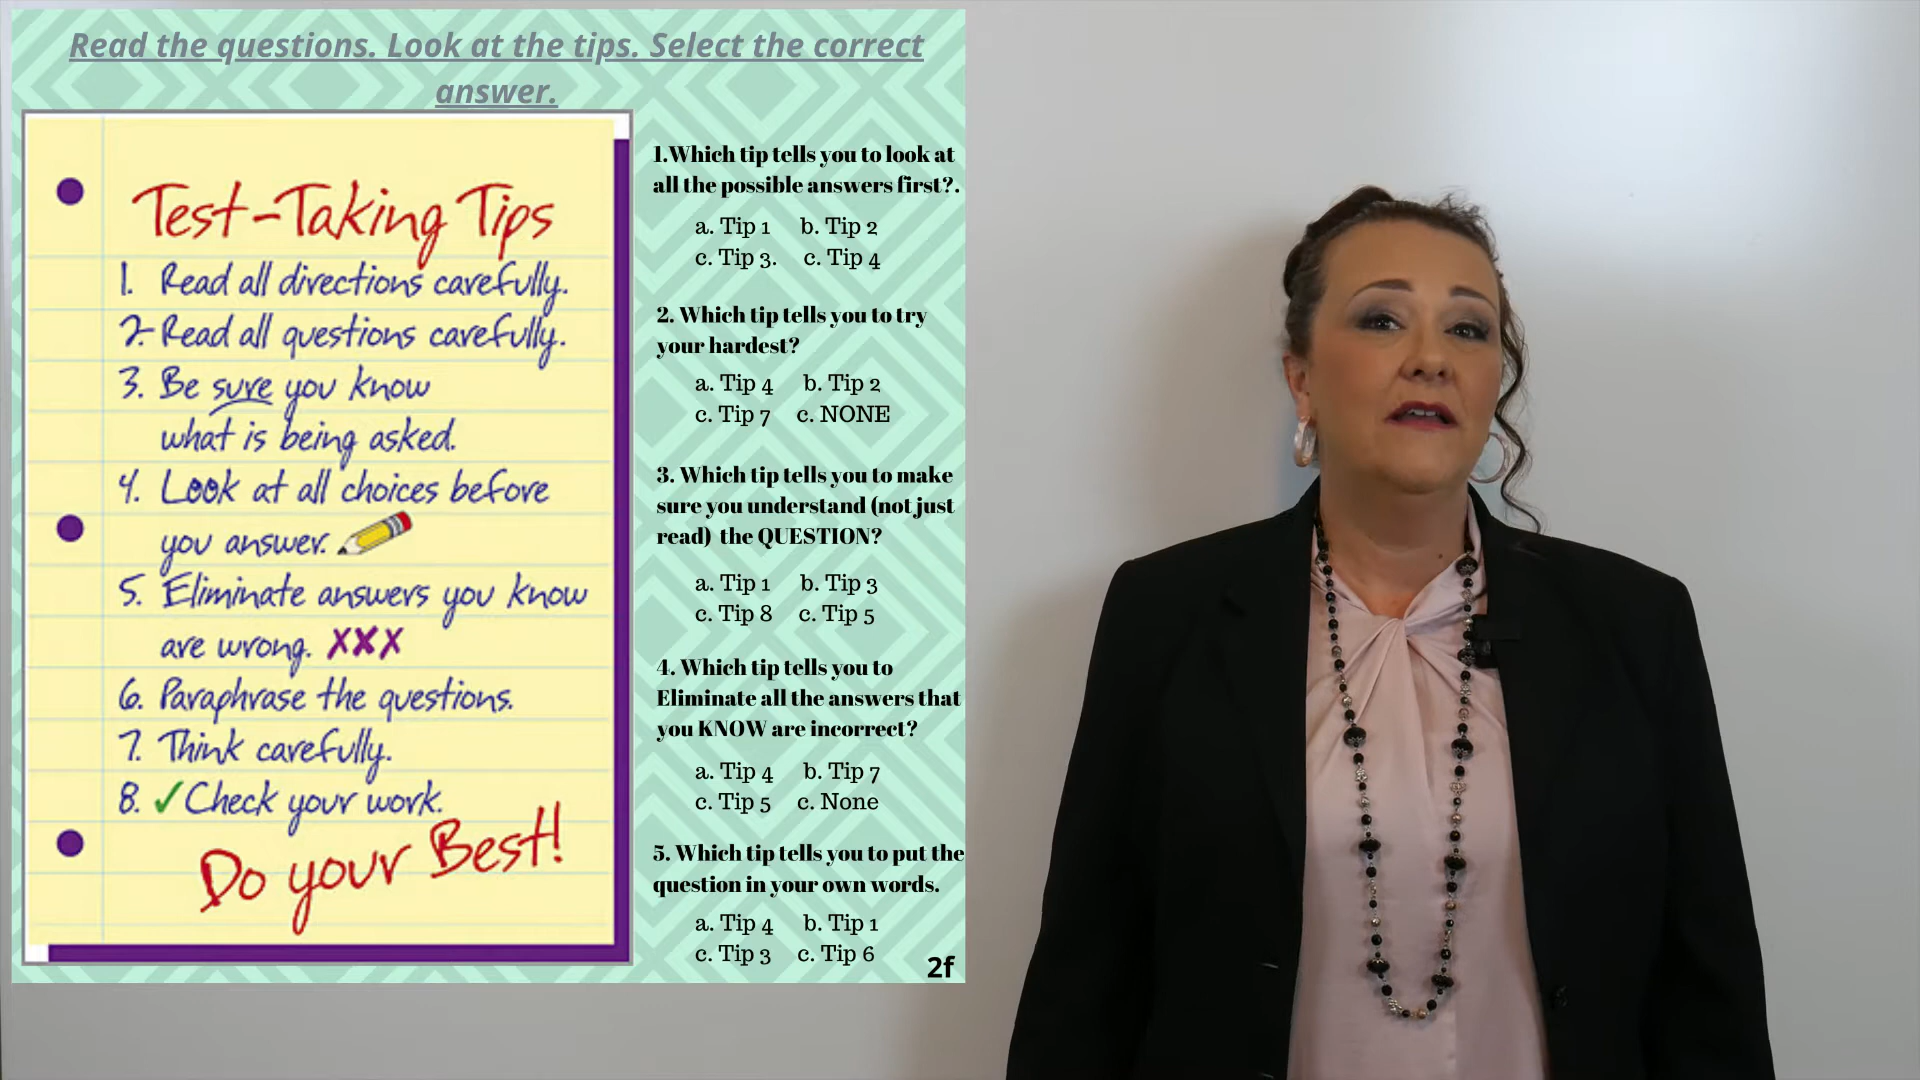 Read the questions. Look at the tips. Select the correct
answer.
Test-Taking Tips
1. Read all directions carefully.
2. Read all questions carefully.
3. Be sure you know
what is being asked.
4. Look at all choices before
you answer.
5. Eliminate answers you know
are wrong. XXX
6. Paraphrase the questions.
7. Think carefully.
8. ✓Check your work.
Do your Best!
1.Which tip tells you to look at
all the possible answers first?.
a. Tip 1 b. Tip 2
c. Tip 3. c. Tip 4
2. Which tip tells you to try
your hardest?
a. Tip 4 b. Tip 2
c. Tip 7 c. NONE
3. Which tip tells you to make
sure you understand (not just
read) the QUESTION?
a. Tip 1 b. Tip 3
c. Tip 8 c. Tip 5
4. Which tip tells you to
Eliminate all the answers that
you KNOW are incorrect?
a. Tip 4 b. Tip 7
c. Tip 5 c. None
5. Which tip tells you to put the
question in your own words.
a. Tip 4 b. Tip 1
c. Tip 3 c. Tip 6
2f